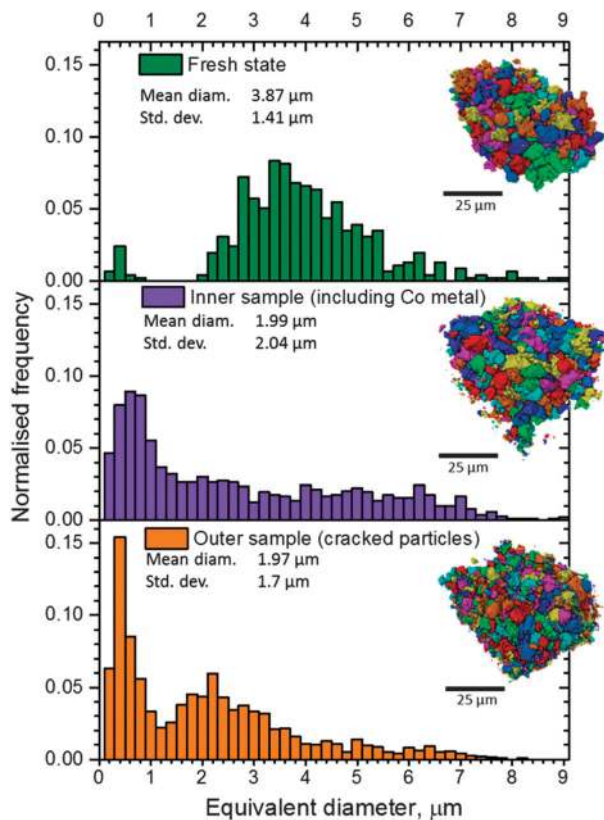 0 1 2 3 4 5 6 7 8 9
0.15
Fresh state
Mean diam. 3.87 µm
Std. dev. 1.41 µm
0.10
0.05
25 µm
0.00
0.15
Inner sample (including Co metal)
Mean diam. 1.99 µm
Std. dev. 2.04 µm
0.10
0.05
25 µm
0.00
0.15
Outer sample (cracked particles)
Mean diam. 1.97 µm
Std. dev. 1.7 µm
0.10
0.05
25 µm
0.00
Normalised frequency
0 1 2 3 4 5 6 7 8 9
Equivalent diameter, µm